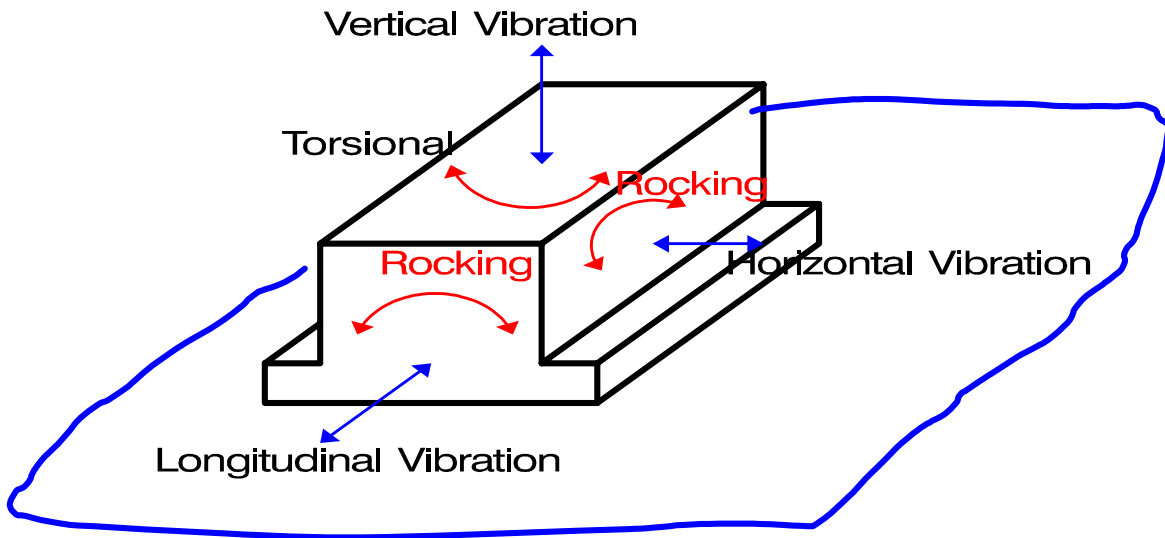 Vertical Vibration
Torsional
Rocking
Rocking
Horizontal Vibration
Longitudinal Vibration